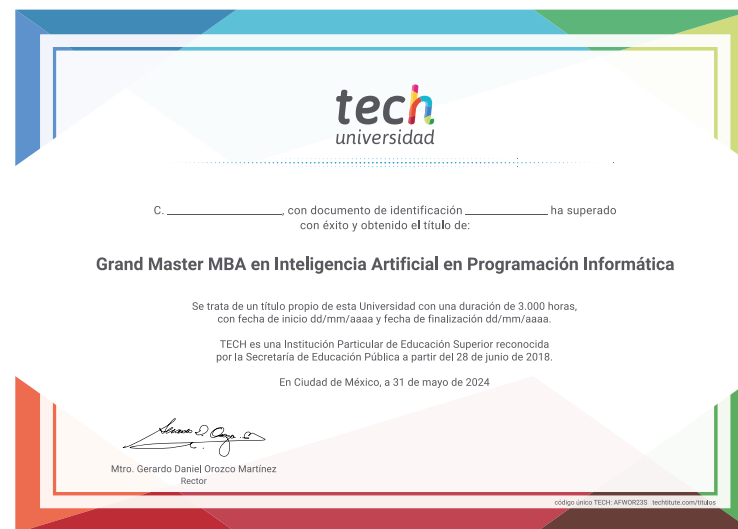 tech
universidad
C. ____________, con documento de identificación ____________ ha superado
con éxito y obtenido el título de:
Grand Master MBA en Inteligencia Artificial en Programación Informática
Se trata de un título propio de esta Universidad con una duración de 3.000 horas,
con fecha de inicio dd/mm/aaaa y fecha de finalización dd/mm/aaaa.
TECH es una Institución Particular de Educación Superior reconocida
por la Secretaría de Educación Pública a partir del 28 de junio de 2018.
En Ciudad de México, a 31 de mayo de 2024
Mtro. Gerardo Daniel Orozco Martínez
Rector
código único TECH: AFWOR23S techtitute.com/titulos